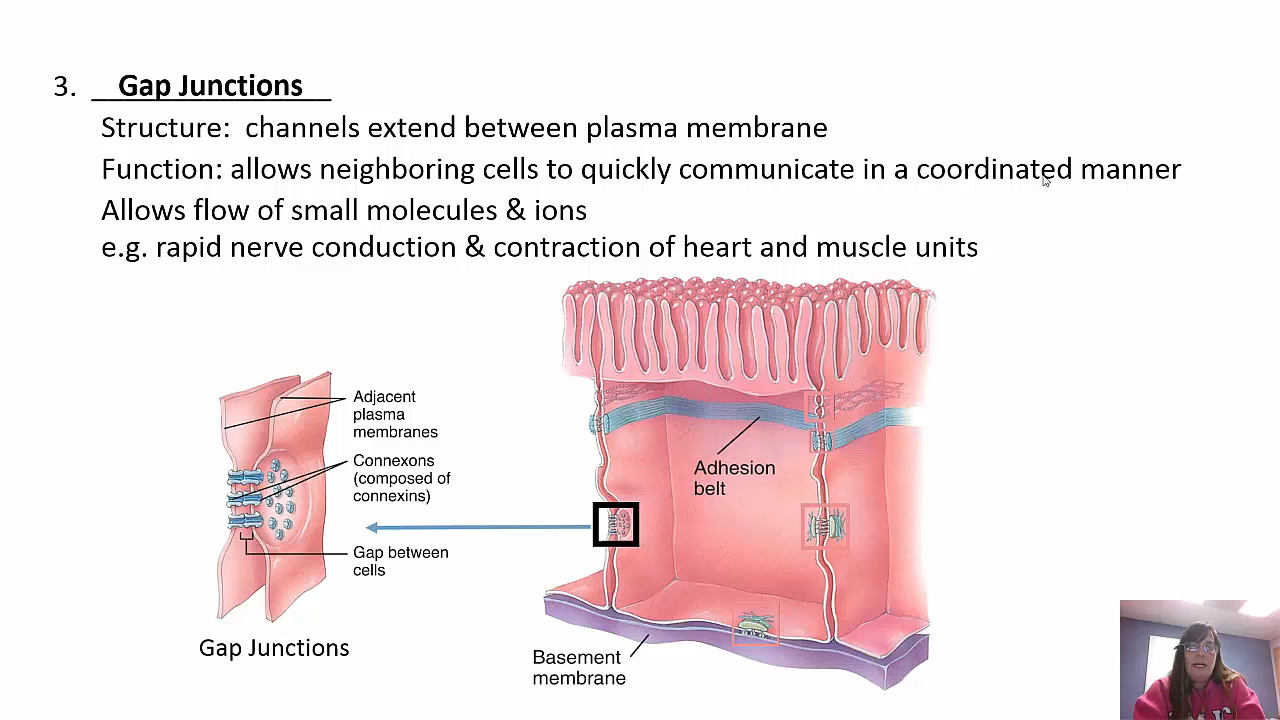 3. Gap Junctions
Structure: channels extend between plasma membrane
Function: allows neighboring cells to quickly communicate in a coordinated manner
Allows flow of small molecules & ions
e.g. rapid nerve conduction & contraction of heart and muscle units
Adjacent
plasma
membranes
Connexons
(composed of
connexins)
Gap between
cells
Gap Junctions
Adhesion
belt
Basement
membrane